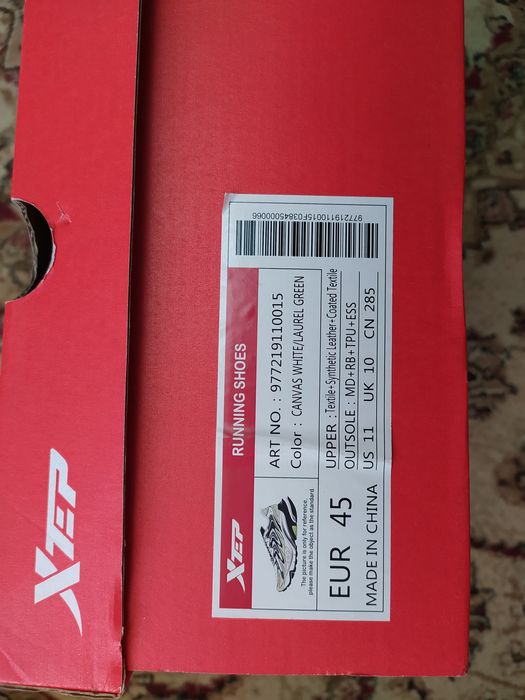 XTEP
XTEP
XTEP
RUNNING SHOES
977219110015F03845000066
ART NO. : 977219110015
Color : CANVAS WHITE/LAUREL GREEN
The picture is only for reference,
please make the object as the standard
EUR 45
UPPER : Textile+Synthetic Leather+Coated Textile
OUTSOLE : MD+RB+TPU+ESS
US 11 UK 10 CN 285
MADE IN CHINA